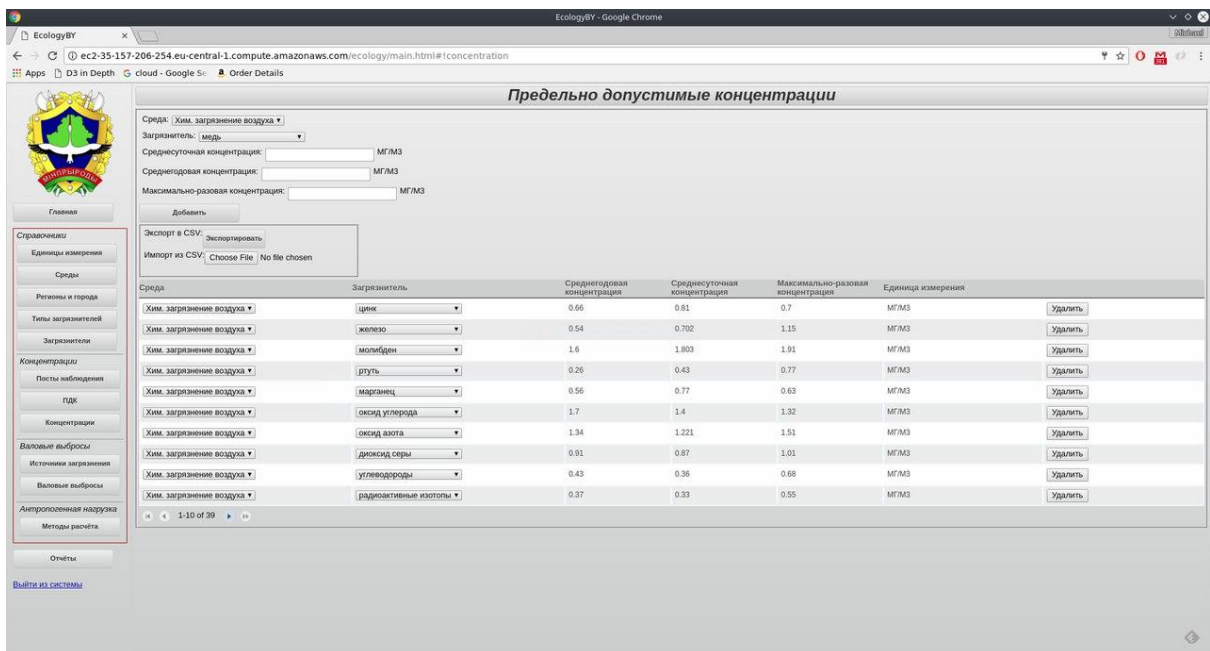 EcologyBY - Google Chrome
EcologyBY
Michael
ec2-35-157-206-254.eu-central-1.compute.amazonaws.com/ecology/main.html#!concentration
Apps D3 in Depth cloud - Google Se Order Details
381
МІНПРЫРОДЫ
Главная
Справочники
Единицы измерения
Среды
Регионы и города
Типы загрязнителей
Загрязнители
Концентрации
Посты наблюдения
ПДК
Концентрации
Валовые выбросы
Источники загрязнения
Валовые выбросы
Антропогенная нагрузка
Методы расчёта
Отчёты
Выйти из системы
Предельно допустимые концентрации
Среда: Хим. загрязнение воздуха
Загрязнитель: медь
Среднесуточная концентрация: МГ/М3
Среднегодовая концентрация: МГ/М3
Максимально-разовая концентрация: МГ/М3
Добавить
Экспорт в CSV: Экспортировать
Импорт из CSV: Choose File No file chosen
Среда Загрязнитель Среднегодовая концентрация Среднесуточная концентрация Максимально-разовая концентрация Единица измерения
Хим. загрязнение воздуха цинк 0.66 0.81 0.7 МГ/М3 Удалить
Хим. загрязнение воздуха железо 0.54 0.702 1.15 МГ/М3 Удалить
Хим. загрязнение воздуха молибден 1.6 1.803 1.91 МГ/М3 Удалить
Хим. загрязнение воздуха ртуть 0.26 0.43 0.77 МГ/М3 Удалить
Хим. загрязнение воздуха марганец 0.56 0.77 0.63 МГ/М3 Удалить
Хим. загрязнение воздуха оксид углерода 1.7 1.4 1.32 МГ/М3 Удалить
Хим. загрязнение воздуха оксид азота 1.34 1.221 1.51 МГ/М3 Удалить
Хим. загрязнение воздуха диоксид серы 0.91 0.87 1.01 МГ/М3 Удалить
Хим. загрязнение воздуха углеводороды 0.43 0.36 0.68 МГ/М3 Удалить
Хим. загрязнение воздуха радиоактивные изотопы 0.37 0.33 0.55 МГ/М3 Удалить
1-10 of 39